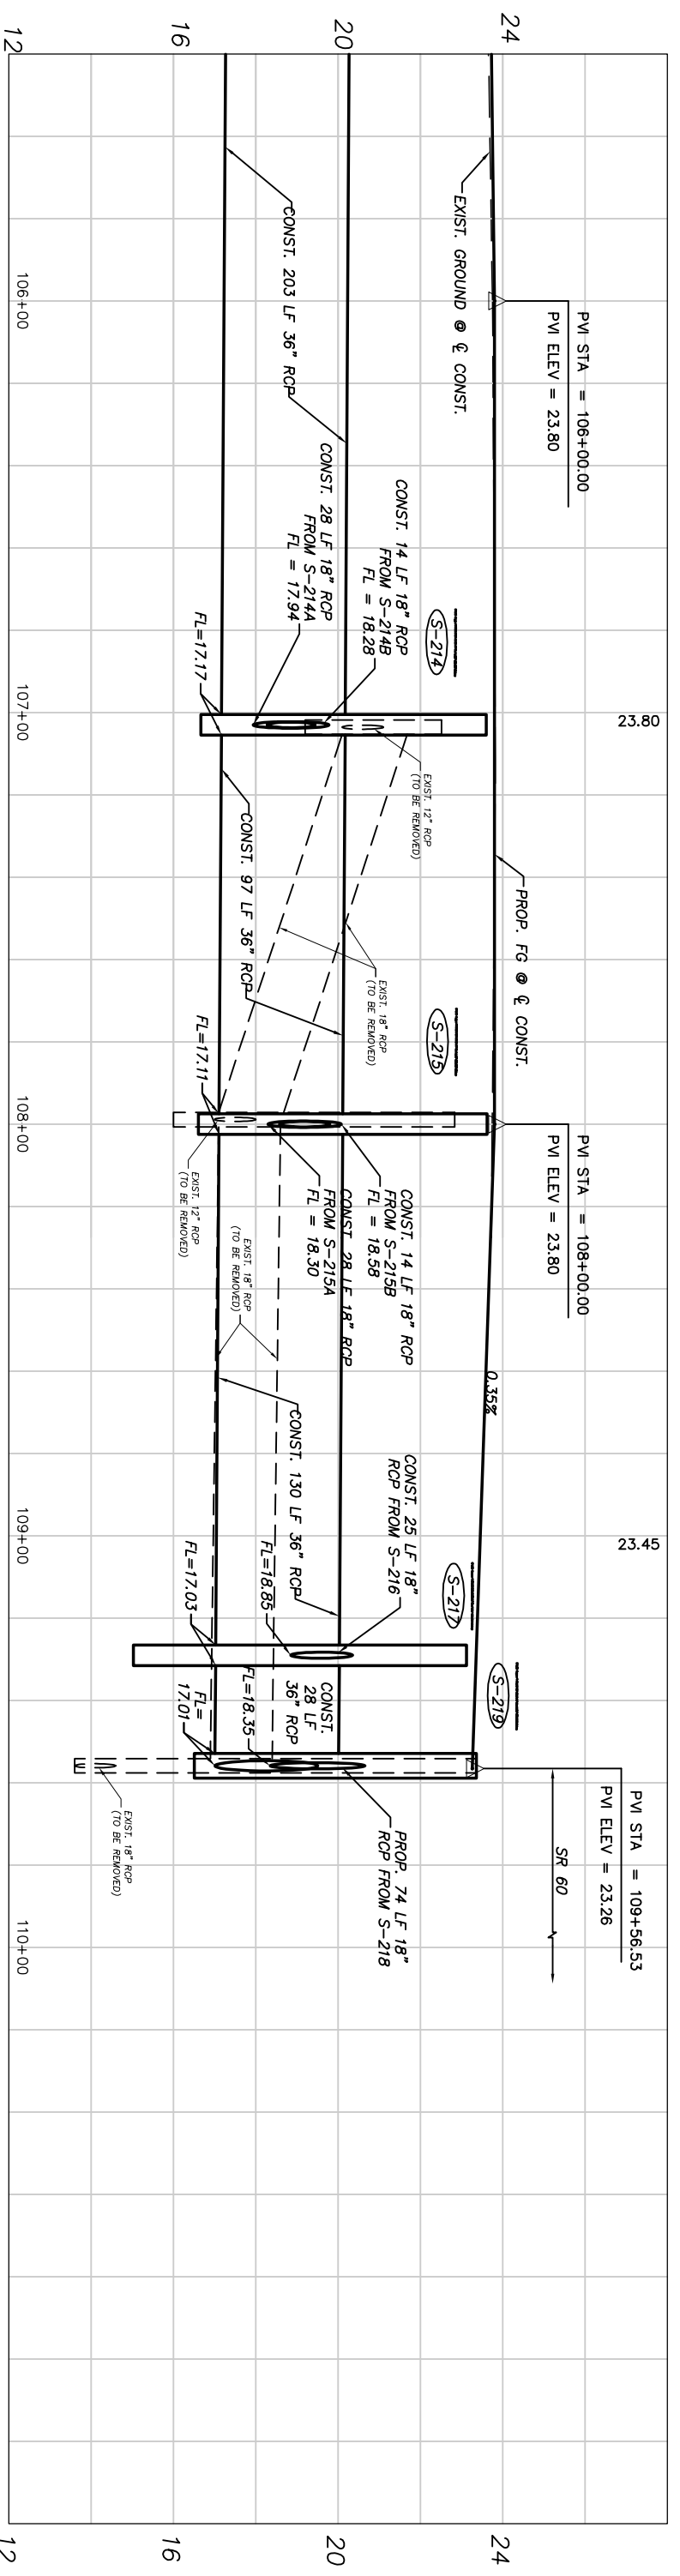 24
20
16
12
PVI STA = 106+00.00
PVI ELEV = 23.80
PVI STA = 108+00.00
PVI ELEV = 23.80
PVI STA = 109+56.53
PVI ELEV = 23.26
SR 60
EXIST. GROUND @ ℄ CONST.
PROP. FG @ ℄ CONST.
0.35%
CONST. 203 LF 36" RCP
S-214
CONST. 14 LF 18" RCP
FROM S-214B
FL = 18.28
CONST. 28 LF 18" RCP
FROM S-214A
FL = 17.94
FL=17.17
EXIST. 12" RCP
(TO BE REMOVED)
CONST. 97 LF 36" RCP
EXIST. 18" RCP
(TO BE REMOVED)
S-215
FL=17.11
CONST. 14 LF 18" RCP
FROM S-215B
FL = 18.58
CONST. 28 LF 18" RCP
FROM S-215A
FL = 18.30
EXIST. 12" RCP
(TO BE REMOVED)
EXIST. 18" RCP
(TO BE REMOVED)
CONST. 130 LF 36" RCP
S-217
CONST. 25 LF 18"
RCP FROM S-216
FL=18.85
FL=17.03
S-219
CONST.
28 LF
36" RCP
FL=18.35
FL=
17.01
PROP. 74 LF 18"
RCP FROM S-218
EXIST. 18" RCP
(TO BE REMOVED)
23.80
23.45
106+00
107+00
108+00
109+00
110+00
24
20
16
12